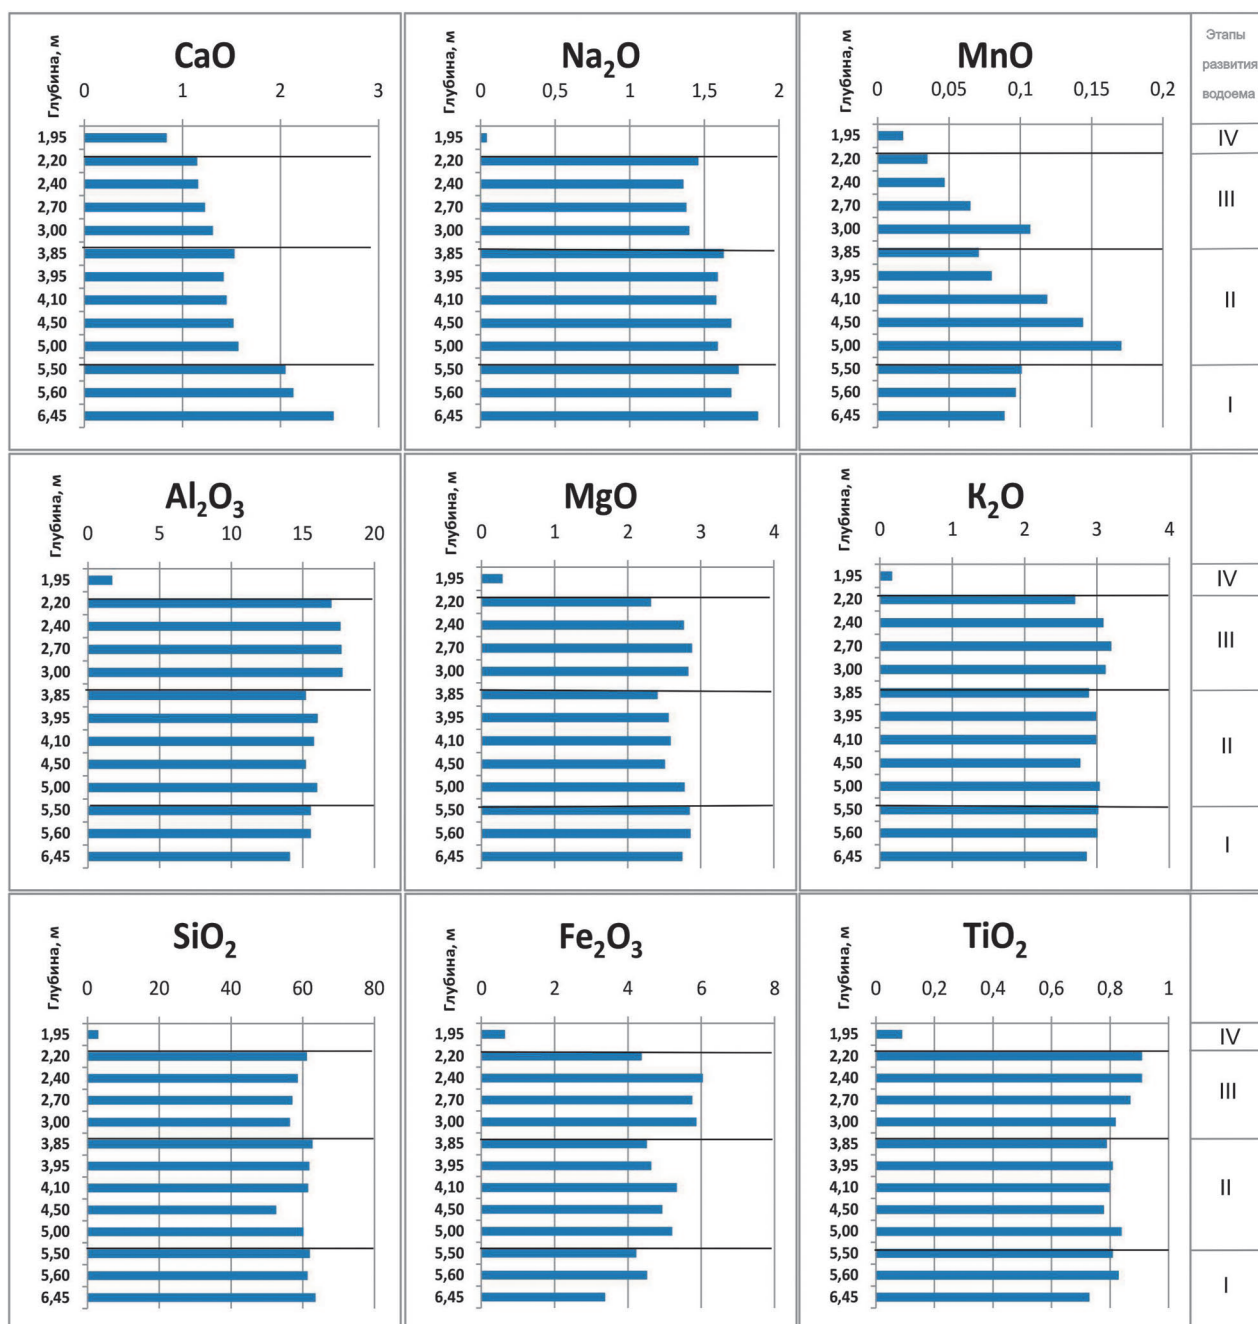 Глубина, м
CaO
0 1 2 3
1,95
2,20
2,40
2,70
3,00
3,85
3,95
4,10
4,50
5,00
5,50
5,60
6,45
Глубина, м
Na₂O
0 0,5 1 1,5 2
1,95
2,20
2,40
2,70
3,00
3,85
3,95
4,10
4,50
5,00
5,50
5,60
6,45
Глубина, м
MnO
0 0,05 0,1 0,15 0,2
1,95
2,20
2,40
2,70
3,00
3,85
3,95
4,10
4,50
5,00
5,50
5,60
6,45
Этапы
развития
водоема
IV
III
II
I
Глубина, м
Al₂O₃
0 5 10 15 20
1,95
2,20
2,40
2,70
3,00
3,85
3,95
4,10
4,50
5,00
5,50
5,60
6,45
Глубина, м
MgO
0 1 2 3 4
1,95
2,20
2,40
2,70
3,00
3,85
3,95
4,10
4,50
5,00
5,50
5,60
6,45
Глубина, м
K₂O
0 1 2 3 4
1,95
2,20
2,40
2,70
3,00
3,85
3,95
4,10
4,50
5,00
5,50
5,60
6,45
IV
III
II
I
Глубина, м
SiO₂
0 20 40 60 80
1,95
2,20
2,40
2,70
3,00
3,85
3,95
4,10
4,50
5,00
5,50
5,60
6,45
Глубина, м
Fe₂O₃
0 2 4 6 8
1,95
2,20
2,40
2,70
3,00
3,85
3,95
4,10
4,50
5,00
5,50
5,60
6,45
Глубина, м
TiO₂
0 0,2 0,4 0,6 0,8 1
1,95
2,20
2,40
2,70
3,00
3,85
3,95
4,10
4,50
5,00
5,50
5,60
6,45
IV
III
II
I